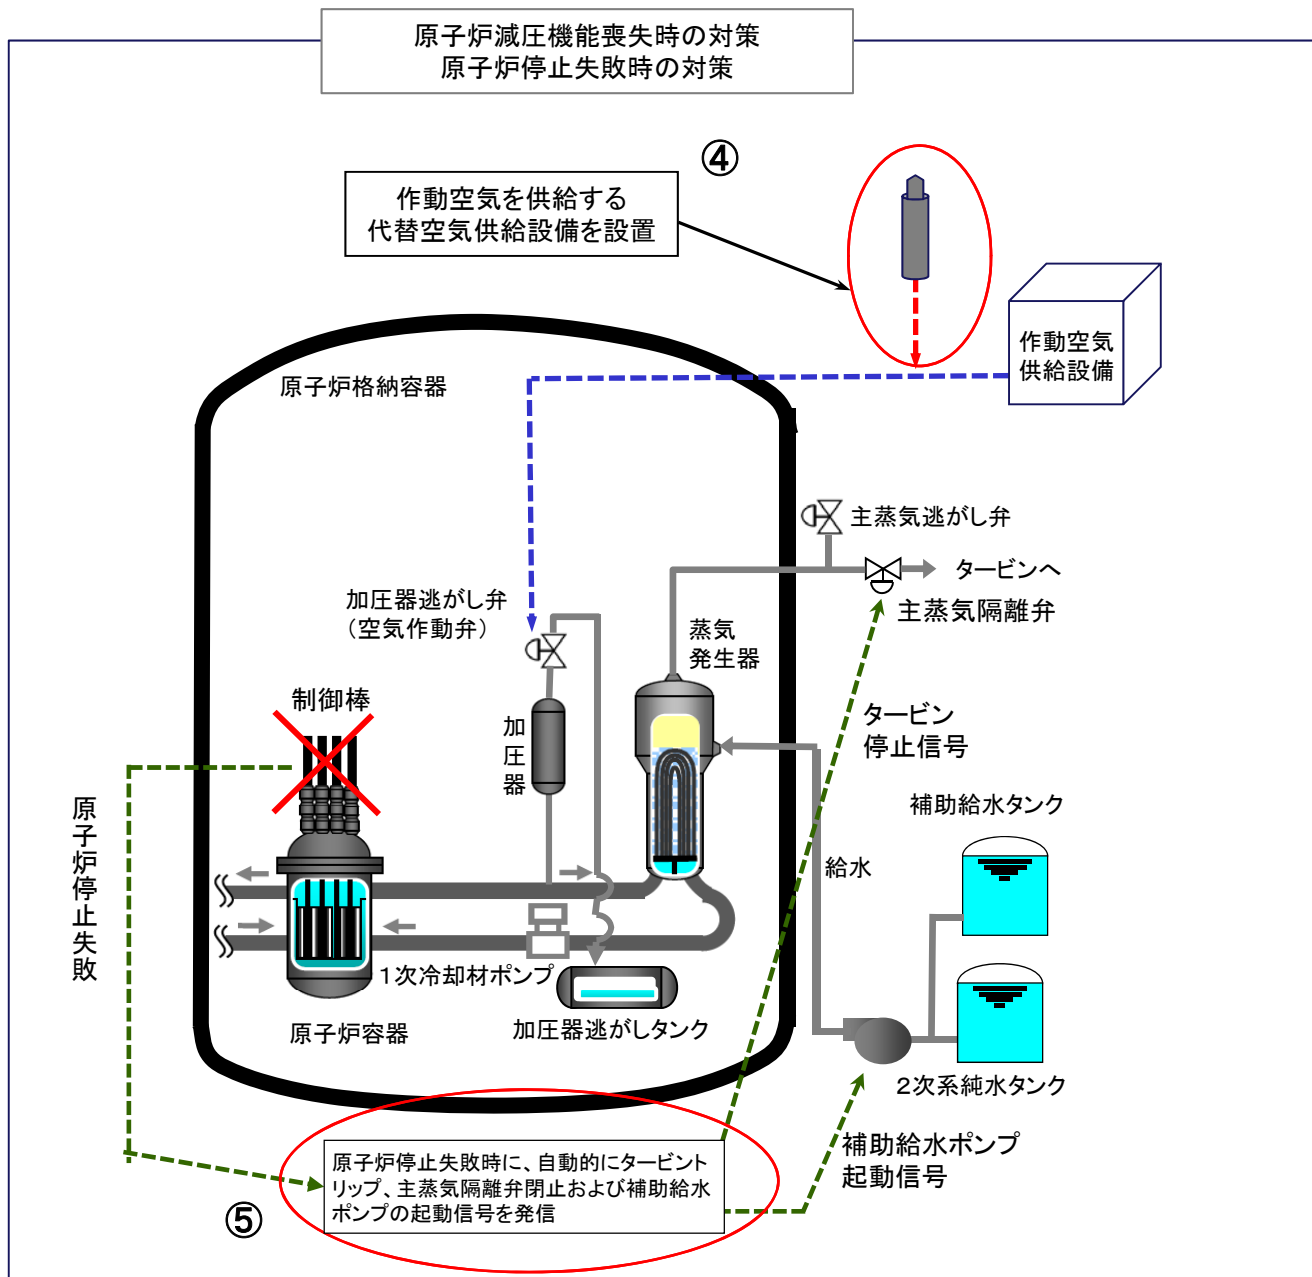 原子炉減圧機能喪失時の対策
原子炉停止失敗時の対策
④
作動空気を供給する
代替空気供給設備を設置
作動空気
供給設備
原子炉格納容器
主蒸気逃がし弁
タービンへ
主蒸気隔離弁
加圧器逃がし弁
（空気作動弁）
蒸気
発生器
制御棒
加圧器
タービン
停止信号
原子炉停止失敗
補助給水タンク
給水
１次冷却材ポンプ
原子炉容器
加圧器逃がしタンク
２次系純水タンク
補助給水ポンプ
起動信号
原子炉停止失敗時に、自動的にタービント
リップ、主蒸気隔離弁閉止および補助給水
ポンプの起動信号を発信
⑤